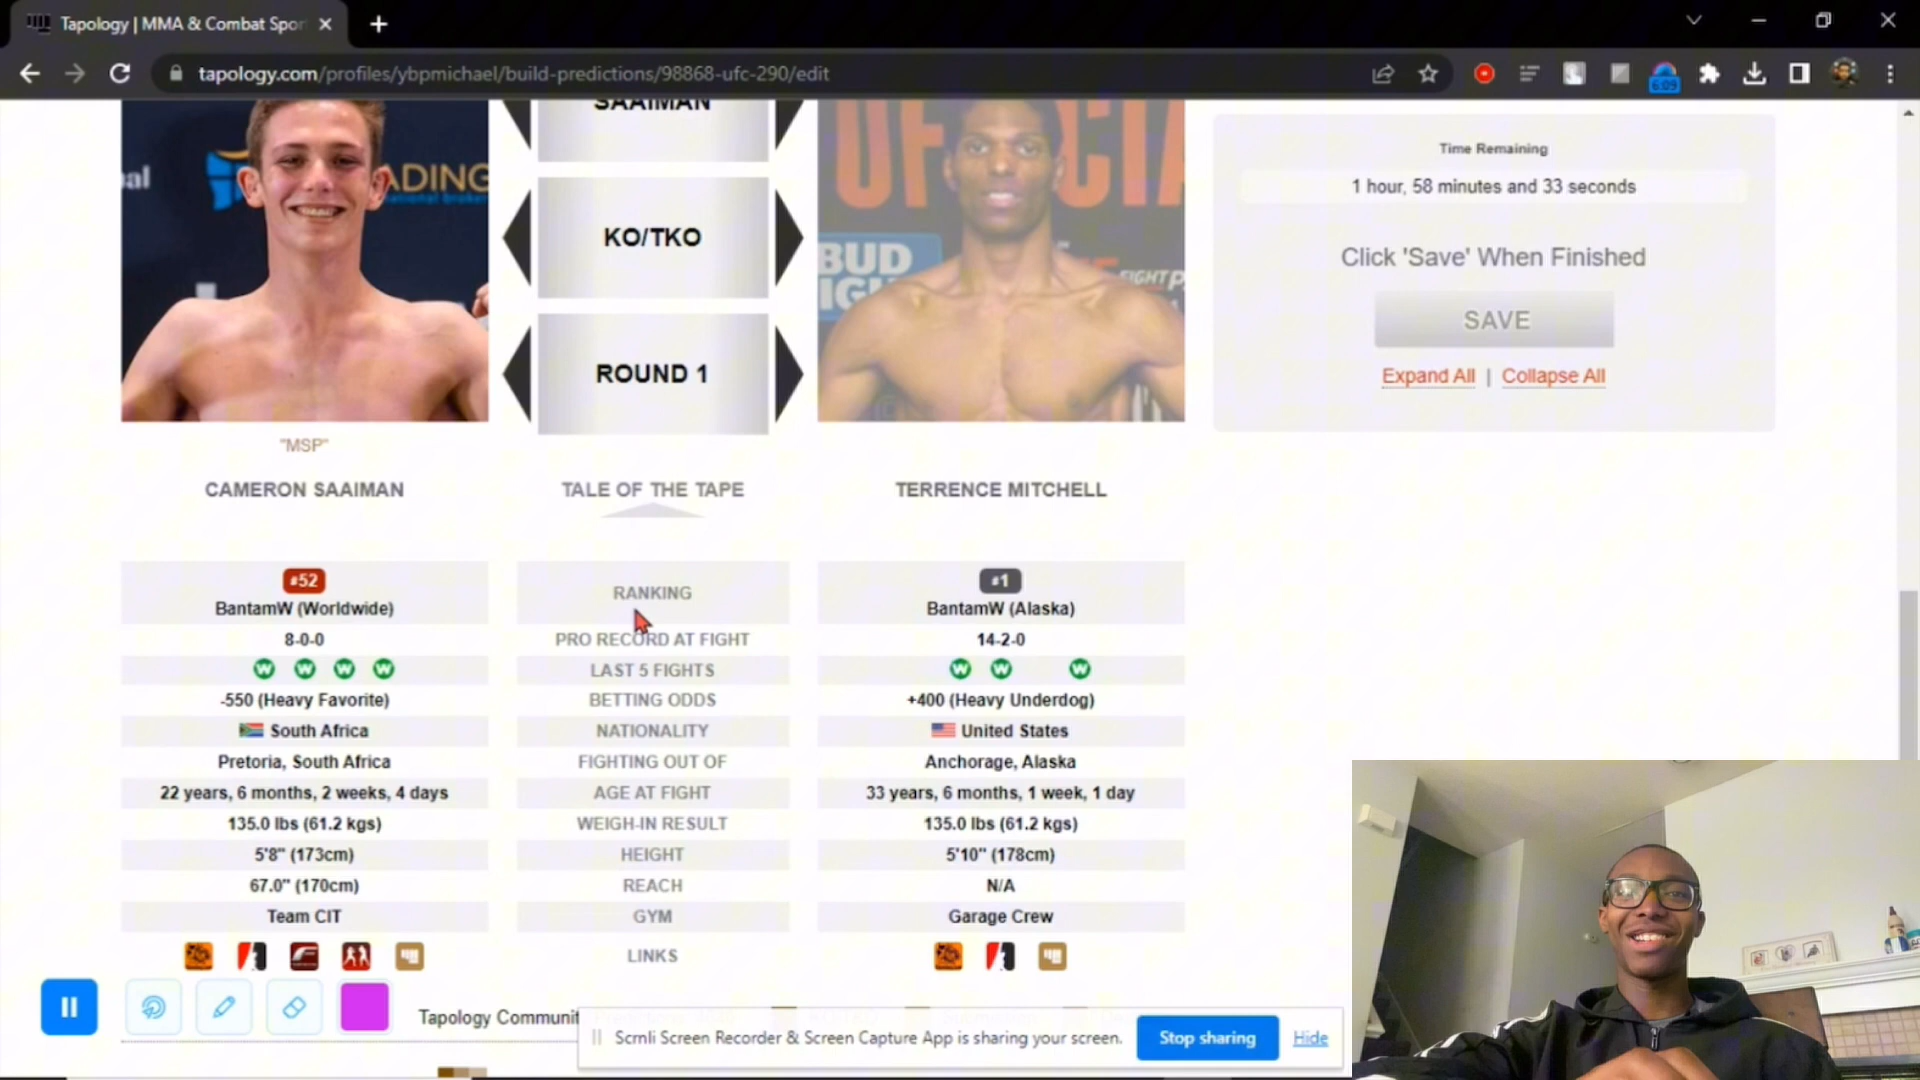 Tapology | MMA & Combat Spor
tapology.com/profiles/ybpmichael/build-predictions/98868-ufc-290/edit
6:09
SAAIMAN
KO/TKO
ROUND 1
nal
ADING
OFFICIA
BUD
FIGHT P
Time Remaining
1 hour, 58 minutes and 33 seconds
Click 'Save' When Finished
SAVE
Expand All | Collapse All
"MSP"
CAMERON SAAIMAN
TALE OF THE TAPE
TERRENCE MITCHELL
#52
BantamW (Worldwide)
RANKING
#1
BantamW (Alaska)
8-0-0
PRO RECORD AT FIGHT
14-2-0
W W W W
LAST 5 FIGHTS
W W W
-550 (Heavy Favorite)
BETTING ODDS
+400 (Heavy Underdog)
South Africa
NATIONALITY
United States
Pretoria, South Africa
FIGHTING OUT OF
Anchorage, Alaska
22 years, 6 months, 2 weeks, 4 days
AGE AT FIGHT
33 years, 6 months, 1 week, 1 day
135.0 lbs (61.2 kgs)
WEIGH-IN RESULT
135.0 lbs (61.2 kgs)
5'8" (173cm)
HEIGHT
5'10" (178cm)
67.0" (170cm)
REACH
N/A
Team CIT
GYM
Garage Crew
LINKS
Tapology Communit
Scrnli Screen Recorder & Screen Capture App is sharing your screen.
Stop sharing
Hide